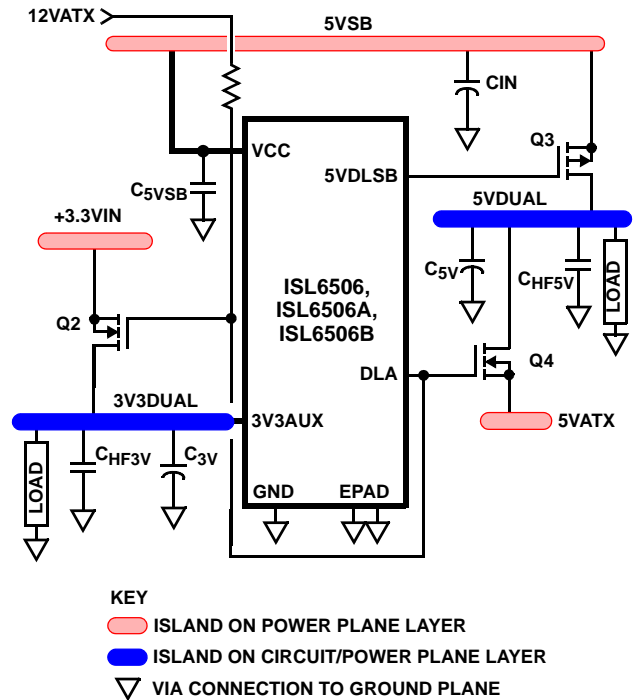 12VATX
5VSB
CIN
Q3
VCC
5VDLSB
C5VSB
5VDUAL
+3.3VIN
C5V
CHF5V
LOAD
ISL6506,
ISL6506A,
ISL6506B
Q2
Q4
DLA
3V3DUAL
3V3AUX
5VATX
CHF3V
C3V
LOAD
GND
EPAD
KEY
ISLAND ON POWER PLANE LAYER
ISLAND ON CIRCUIT/POWER PLANE LAYER
VIA CONNECTION TO GROUND PLANE